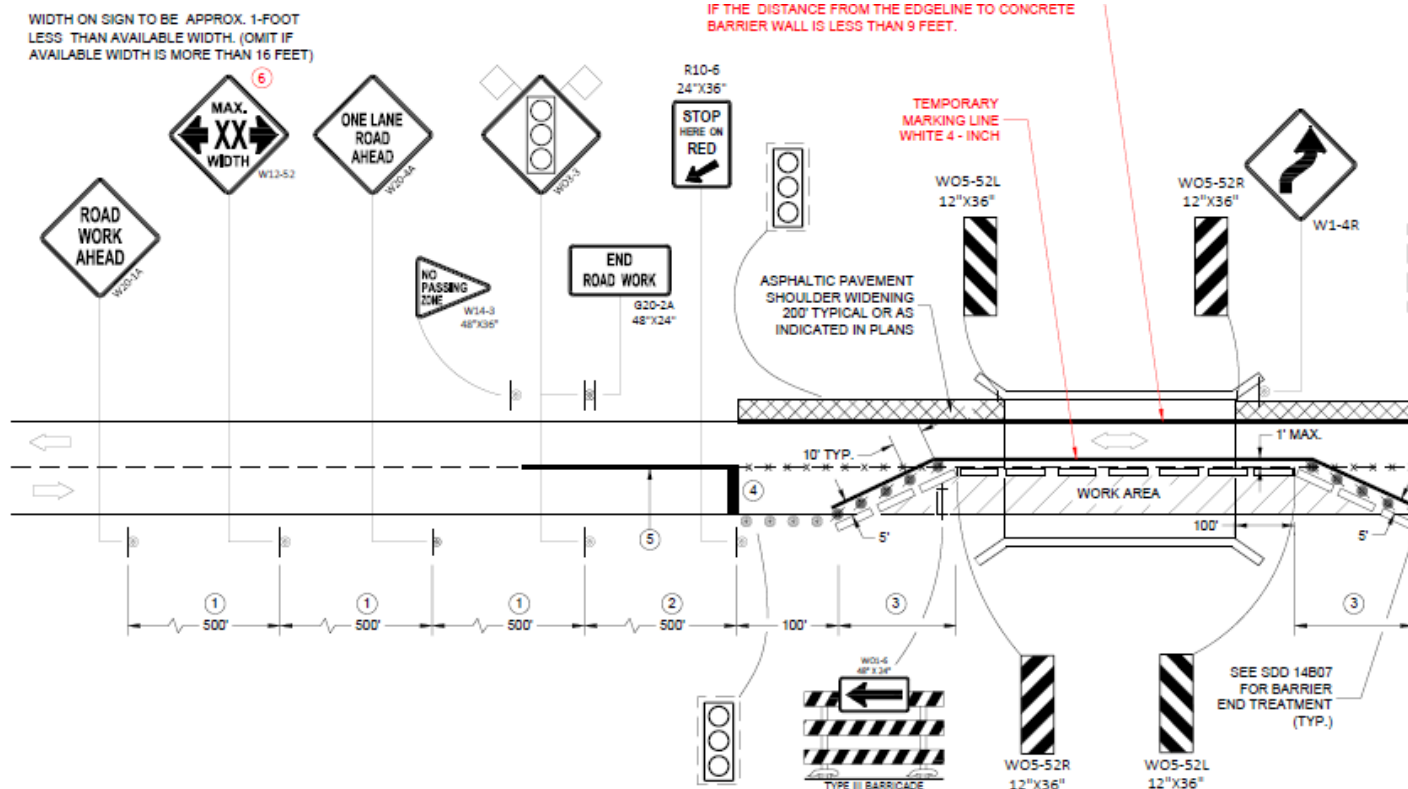 WIDTH ON SIGN TO BE APPROX. 1-FOOT
LESS THAN AVAILABLE WIDTH. (OMIT IF
AVAILABLE WIDTH IS MORE THAN 16 FEET)
IF THE DISTANCE FROM THE EDGELINE TO CONCRETE
BARRIER WALL IS LESS THAN 9 FEET.
6
MAX.
XX
WIDTH
W12-52
ONE LANE
ROAD
AHEAD
W20-4A
W03-3
R10-6
24"X36"
STOP
HERE ON
RED
TEMPORARY
MARKING LINE
WHITE 4 - INCH
WO5-52L
12"X36"
WO5-52R
12"X36"
W1-4R
ROAD
WORK
AHEAD
W20-1A
NO
PASSING
ZONE
W14-3
48"X36"
END
ROAD WORK
G20-2A
48"X24"
ASPHALTIC PAVEMENT
SHOULDER WIDENING
200' TYPICAL OR AS
INDICATED IN PLANS
10' TYP.
1' MAX.
4
WORK AREA
5
5'
100'
5'
1
1
1
2
3
3
500'
500'
500'
500'
100'
WO1-6
48" X 24"
TYPE III BARRICADE
WO5-52R
12"X36"
WO5-52L
12"X36"
SEE SDD 14B07
FOR BARRIER
END TREATMENT
(TYP.)